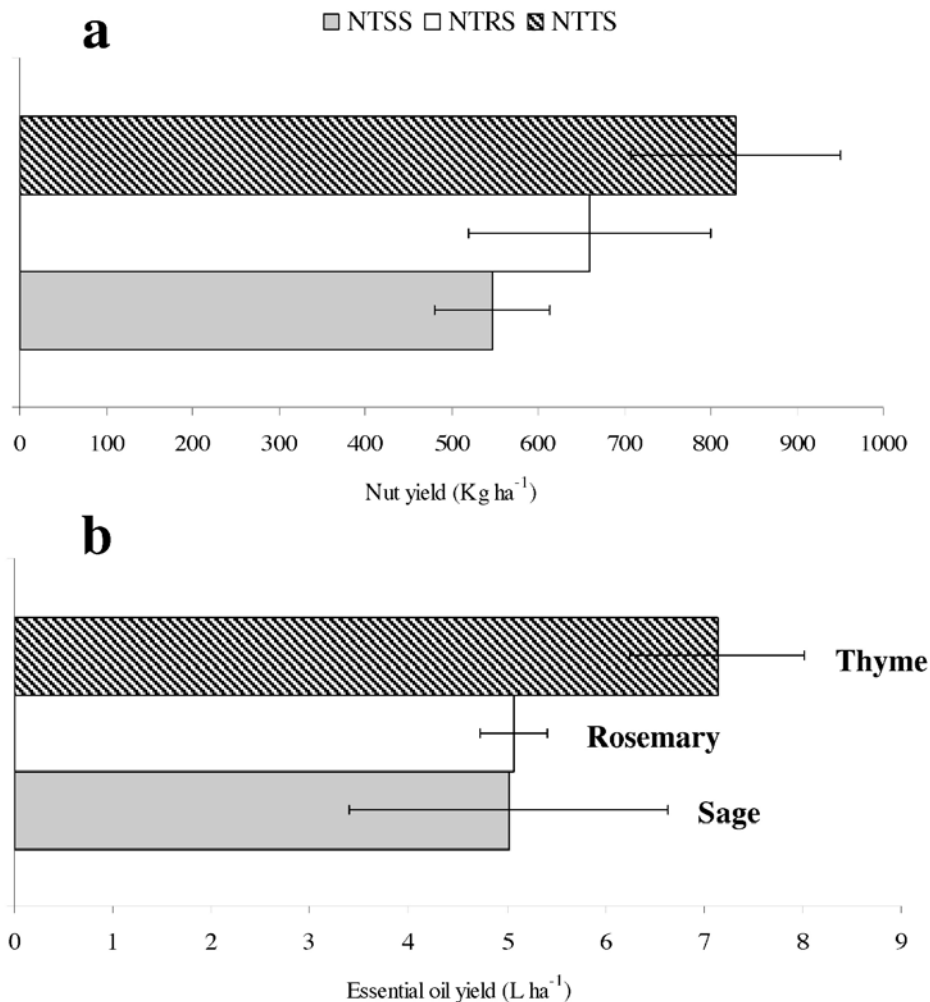 a
NTSS NTRS NTTS
0 100 200 300 400 500 600 700 800 900 1000
Nut yield (Kg ha⁻¹)
b
Thyme
Rosemary
Sage
0 1 2 3 4 5 6 7 8 9
Essential oil yield (L ha⁻¹)